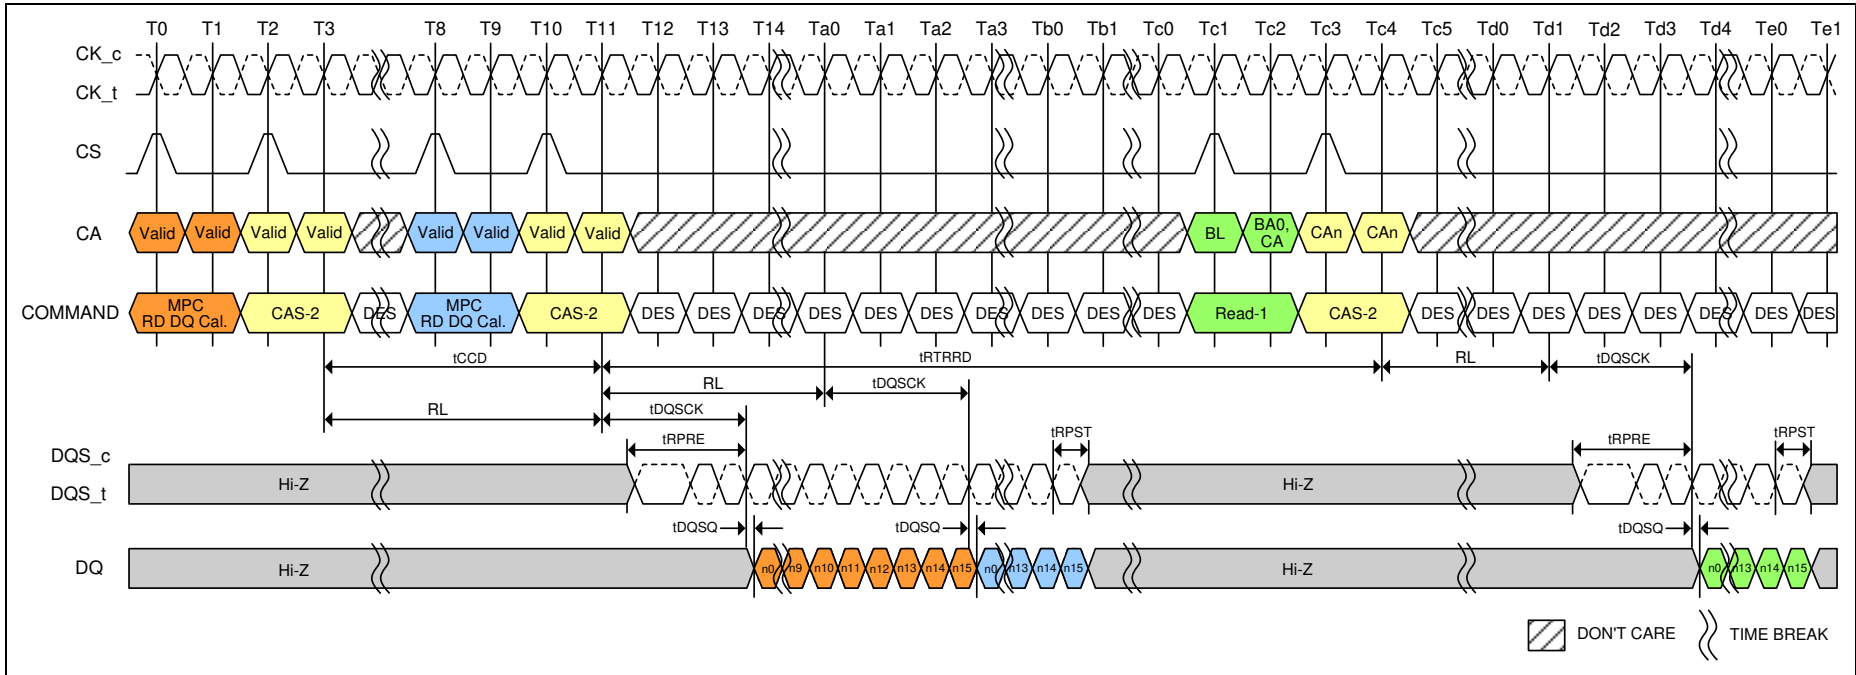 T0 T1 T2 T3 T8 T9 T10 T11 T12 T13 T14 Ta0 Ta1 Ta2 Ta3 Tb0 Tb1 Tc0 Tc1 Tc2 Tc3 Tc4 Tc5 Td0 Td1 Td2 Td3 Td4 Te0 Te1
CK_c
CK_t
CS
CA Valid Valid Valid Valid Valid Valid Valid Valid BL BA0, CA CAn CAn
COMMAND MPC RD DQ Cal. CAS-2 DES MPC RD DQ Cal. CAS-2 DES DES DES DES DES DES DES DES DES DES Read-1 CAS-2 DES DES DES DES DES DES DES DES
tCCD tRTRRD RL tDQSCK
RL tDQSCK
RL tDQSCK
tRPRE tRPST tRPRE tRPST
DQS_c
DQS_t Hi-Z Hi-Z
tDQSQ tDQSQ tDQSQ
DQ Hi-Z n0 n9 n10 n11 n12 n13 n14 n15 n0 n13 n14 n15 Hi-Z n0 n13 n14 n15
DON'T CARE TIME BREAK